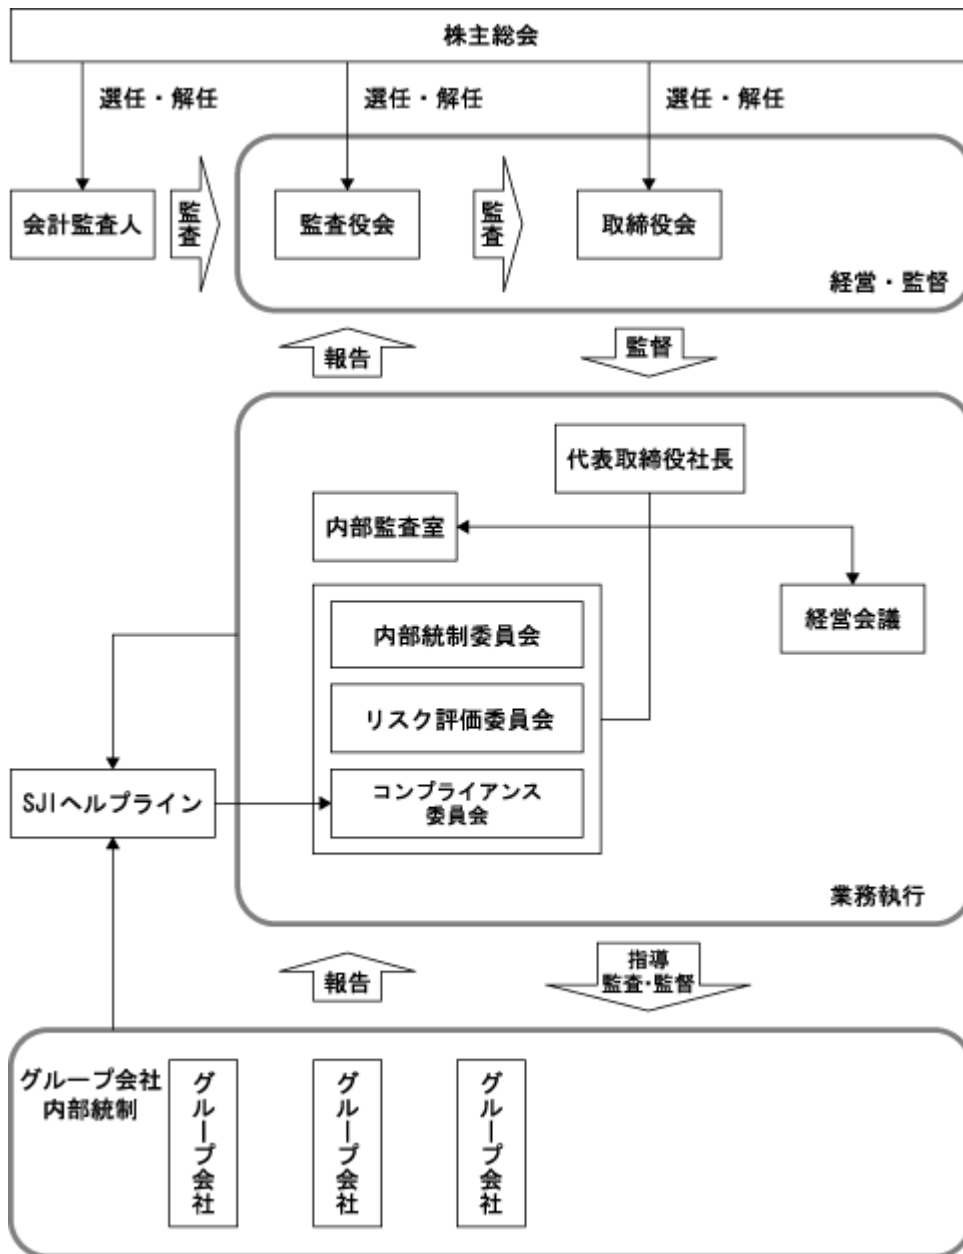 株主総会
選任・解任
選任・解任
選任・解任
会計監査人
監査
監査役会
監査
取締役会
経営・監督
報告
監督
代表取締役社長
内部監査室
経営会議
内部統制委員会
リスク評価委員会
コンプライアンス
委員会
SJIヘルプライン
業務執行
報告
指導
監査・監督
グループ会社
内部統制
グループ会社
グループ会社
グループ会社